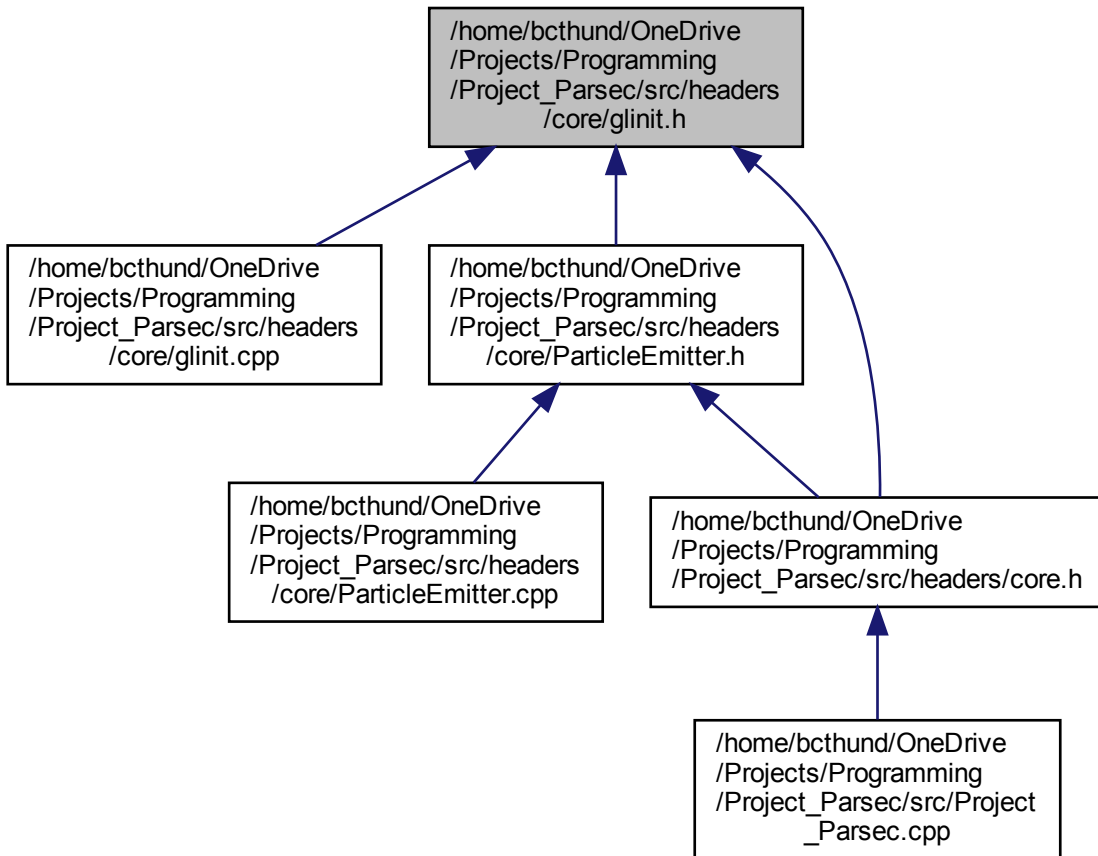 /home/bcthund/OneDrive
/Projects/Programming
/Project_Parsec/src/headers
/core/glinit.h
/home/bcthund/OneDrive
/Projects/Programming
/Project_Parsec/src/headers
/core/glinit.cpp
/home/bcthund/OneDrive
/Projects/Programming
/Project_Parsec/src/headers
/core/ParticleEmitter.h
/home/bcthund/OneDrive
/Projects/Programming
/Project_Parsec/src/headers
/core/ParticleEmitter.cpp
/home/bcthund/OneDrive
/Projects/Programming
/Project_Parsec/src/headers/core.h
/home/bcthund/OneDrive
/Projects/Programming
/Project_Parsec/src/Project
_Parsec.cpp